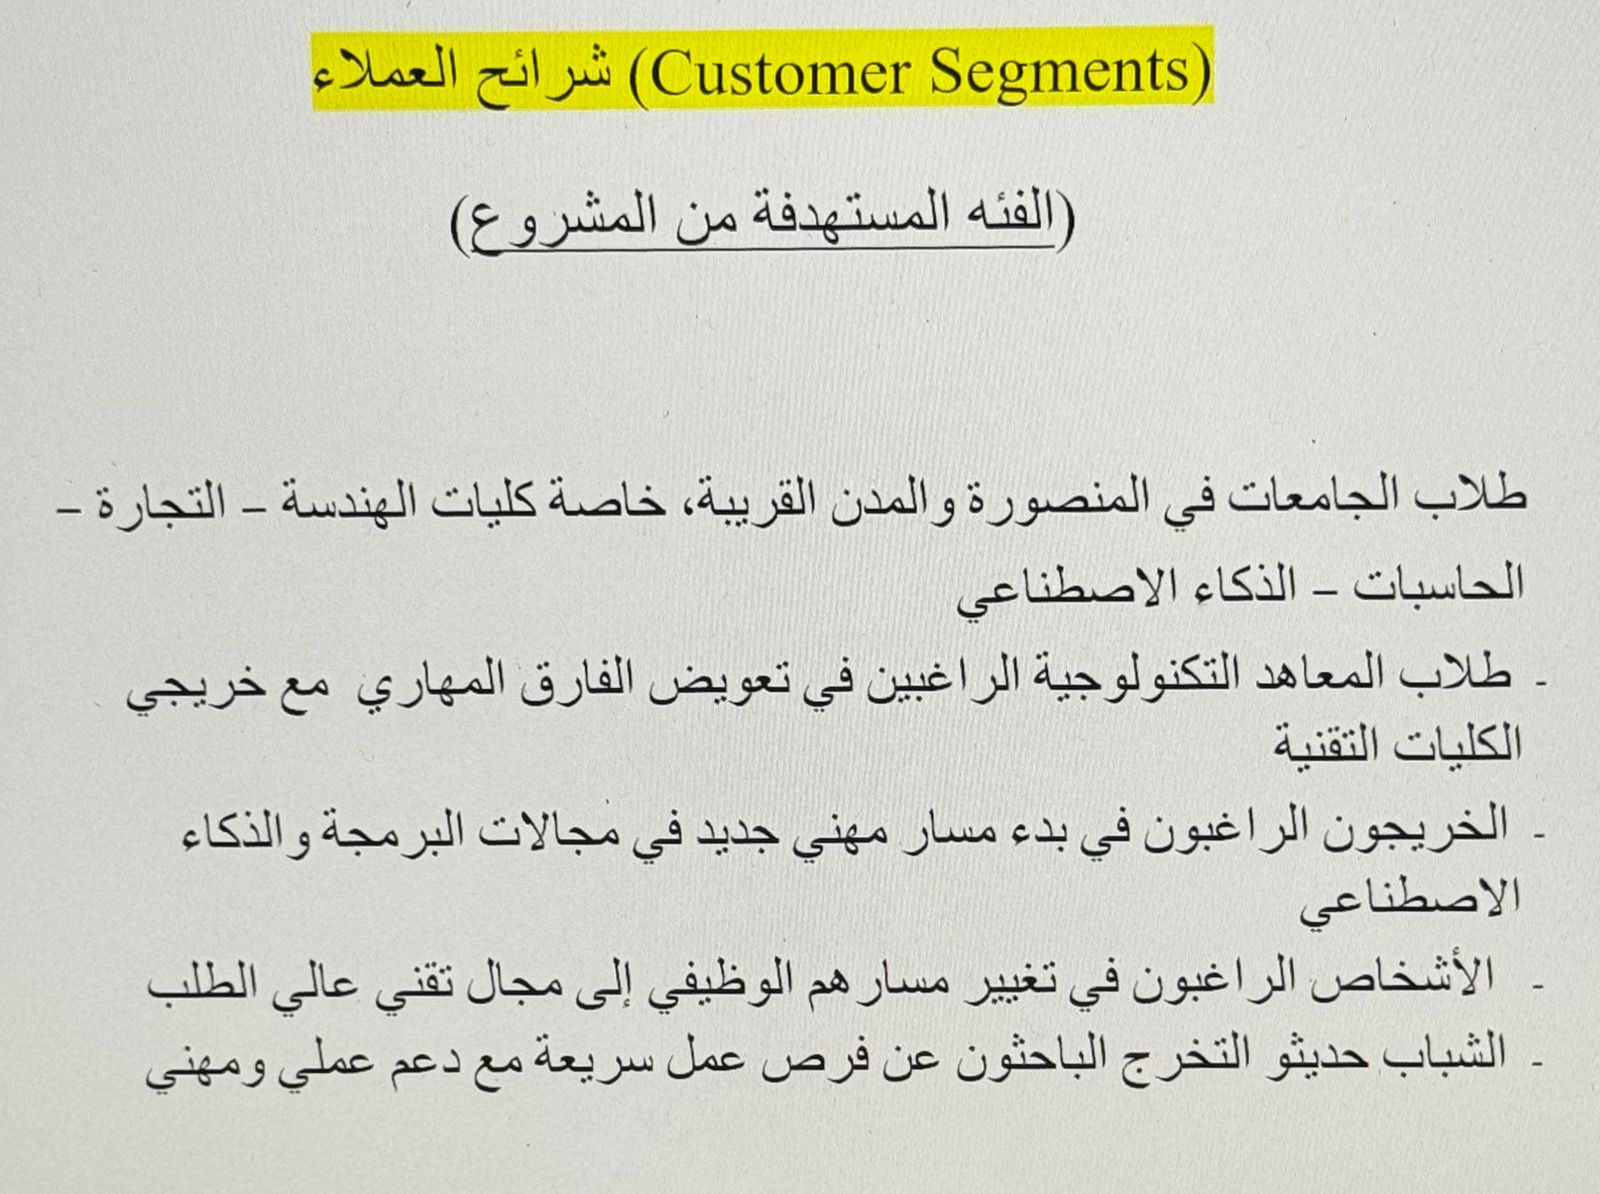 (Customer Segments) شرائح العملاء
(الفئه المستهدفة من المشروع)
طلاب الجامعات في المنصورة والمدن القريبة، خاصة كليات الهندسة – التجارة –
الحاسبات – الذكاء الاصطناعي
- طلاب المعاهد التكنولوجية الراغبين في تعويض الفارق المهاري مع خريجي
الكليات التقنية
- الخريجون الراغبون في بدء مسار مهني جديد في مجالات البرمجة والذكاء
الاصطناعي
- الأشخاص الراغبون في تغيير مسارهم الوظيفي إلى مجال تقني عالي الطلب
- الشباب حديثو التخرج الباحثون عن فرص عمل سريعة مع دعم عملي ومهني